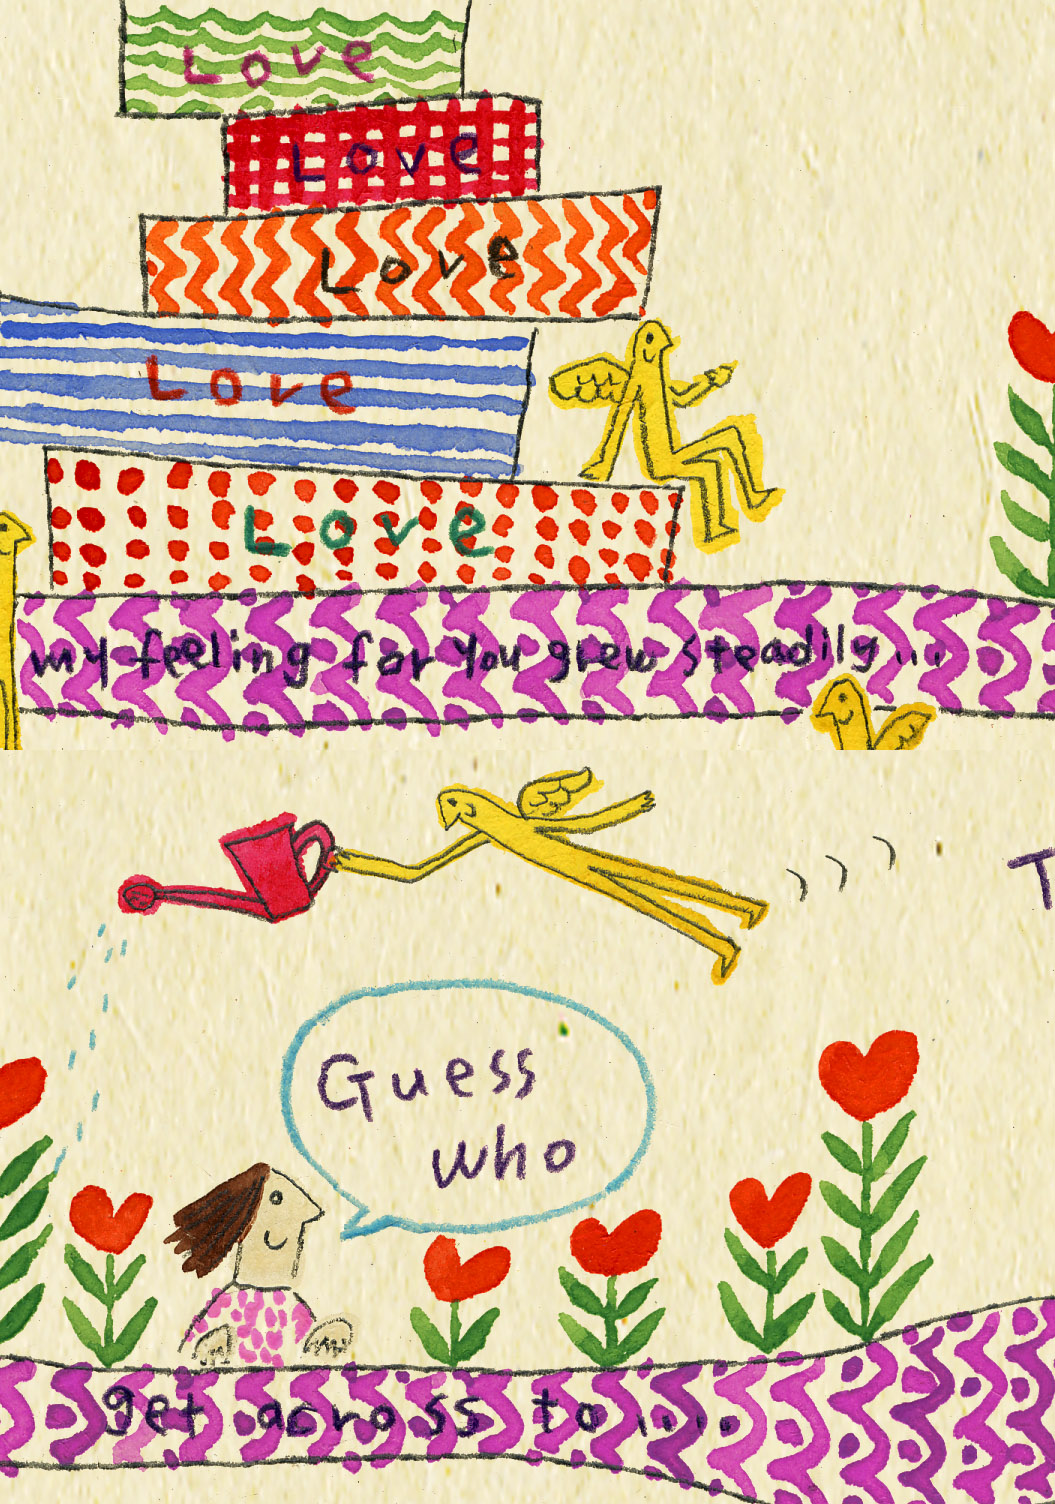 Love
Love
Love
Love
Love
my feeling for you grew steadily...
T
Guess
who
get across to....